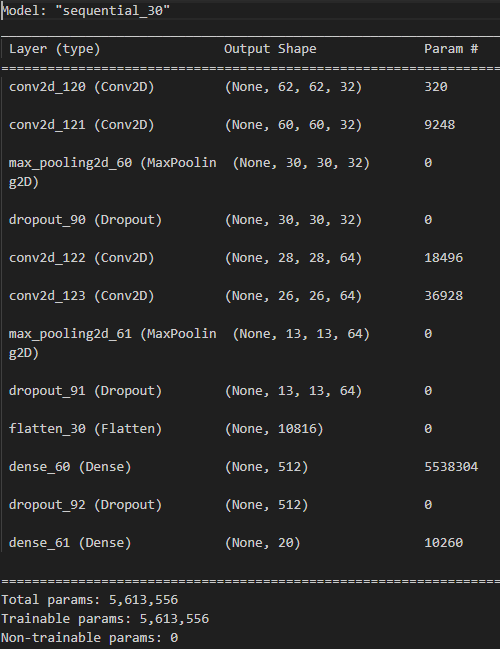 Model: "sequential_30"
Layer (type) Output Shape Param #
=================================================================
conv2d_120 (Conv2D) (None, 62, 62, 32) 320
conv2d_121 (Conv2D) (None, 60, 60, 32) 9248
max_pooling2d_60 (MaxPoolin (None, 30, 30, 32) 0
g2D)
dropout_90 (Dropout) (None, 30, 30, 32) 0
conv2d_122 (Conv2D) (None, 28, 28, 64) 18496
conv2d_123 (Conv2D) (None, 26, 26, 64) 36928
max_pooling2d_61 (MaxPoolin (None, 13, 13, 64) 0
g2D)
dropout_91 (Dropout) (None, 13, 13, 64) 0
flatten_30 (Flatten) (None, 10816) 0
dense_60 (Dense) (None, 512) 5538304
dropout_92 (Dropout) (None, 512) 0
dense_61 (Dense) (None, 20) 10260
=================================================================
Total params: 5,613,556
Trainable params: 5,613,556
Non-trainable params: 0